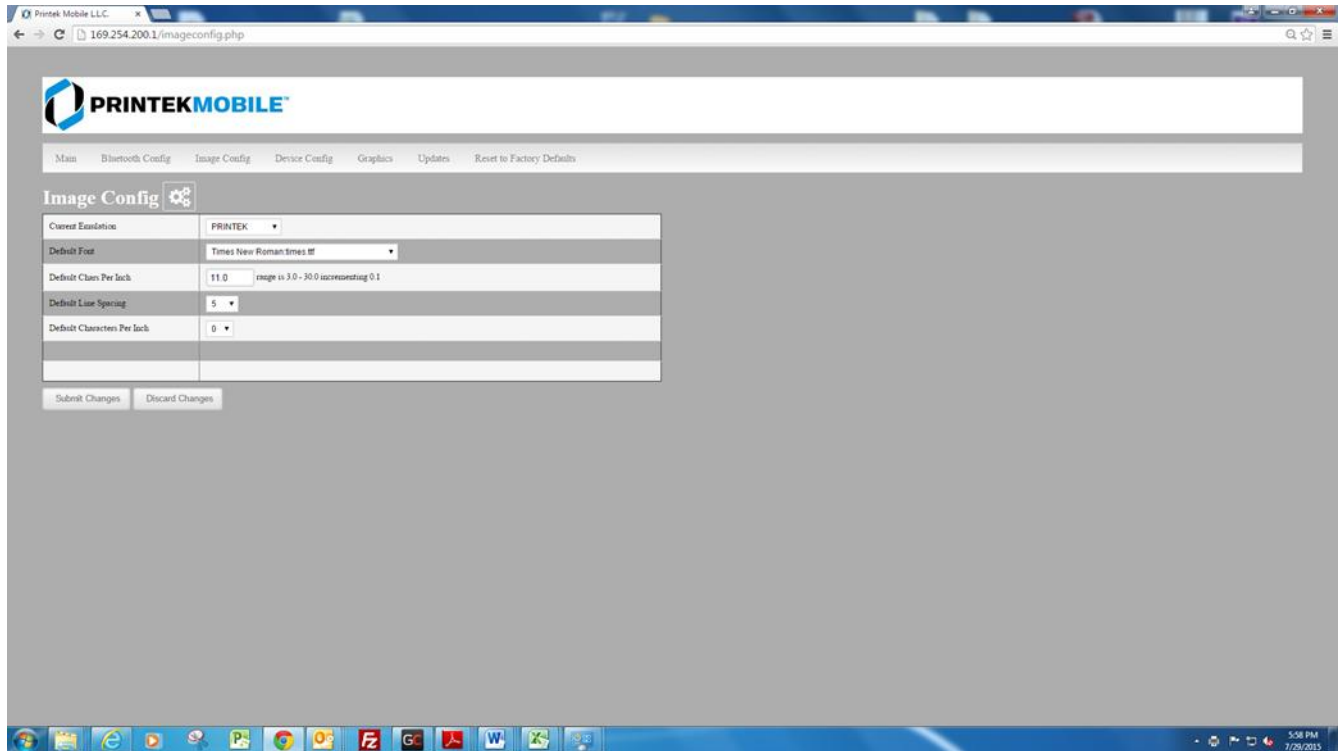 Printek Mobile L.L.C.
169.254.200.1/imageconfig.php
PRINTEKMOBILE™
Main Bluetooth Config Image Config Device Config Graphics Updates Reset to Factory Defaults
Image Config
Current Emulation PRINTEK
Default Font Times New Roman:times.ttf
Default Chars Per Inch 11.0 range is 3.0 - 30.0 incrementing 0.1
Default Line Spacing 5
Default Characters Per Inch 0
Submit Changes Discard Changes
5:58 PM
7/29/2015